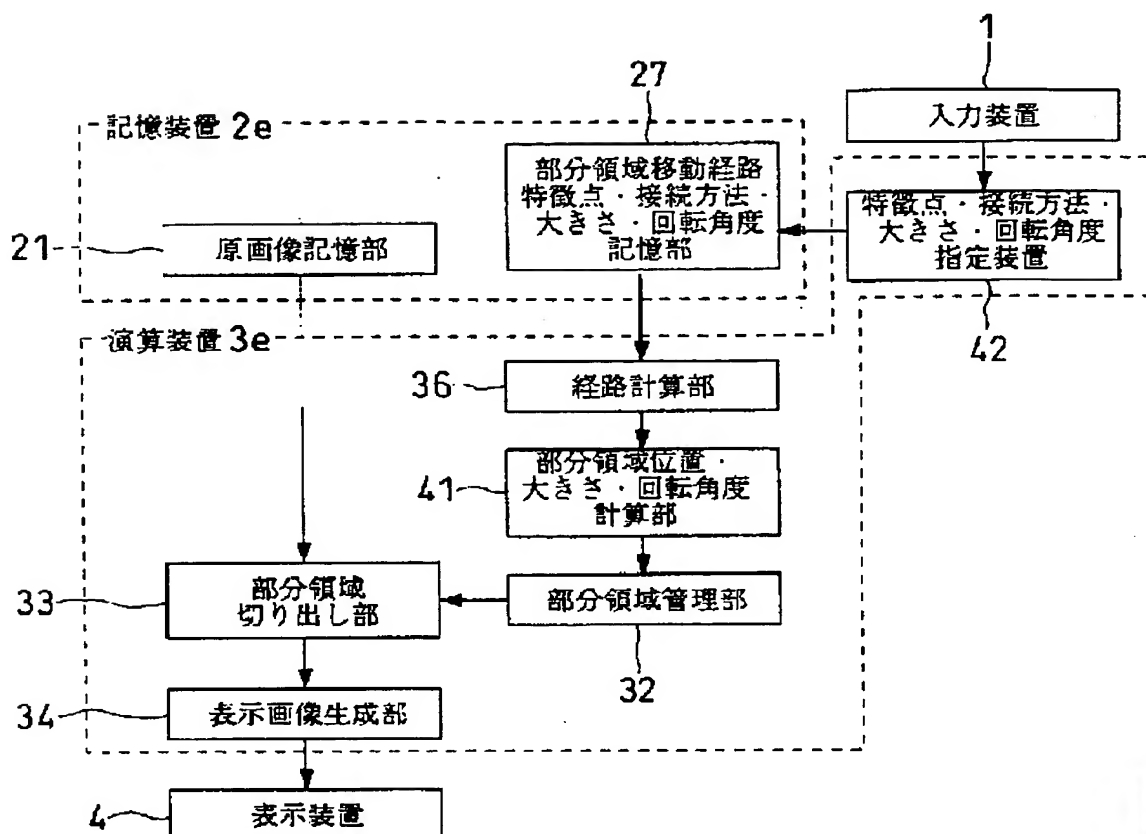 1
入力装置
27
記憶装置2e
部分領域移動経路
特徴点・接続方法・
大きさ・回転角度
記憶部
特徴点・接続方法・
大きさ・回転角度
指定装置
42
21
原画像記憶部
演算装置3e
36
経路計算部
41
部分領域位置・
大きさ・回転角度
計算部
33
部分領域
切り出し部
部分領域管理部
32
34
表示画像生成部
4
表示装置